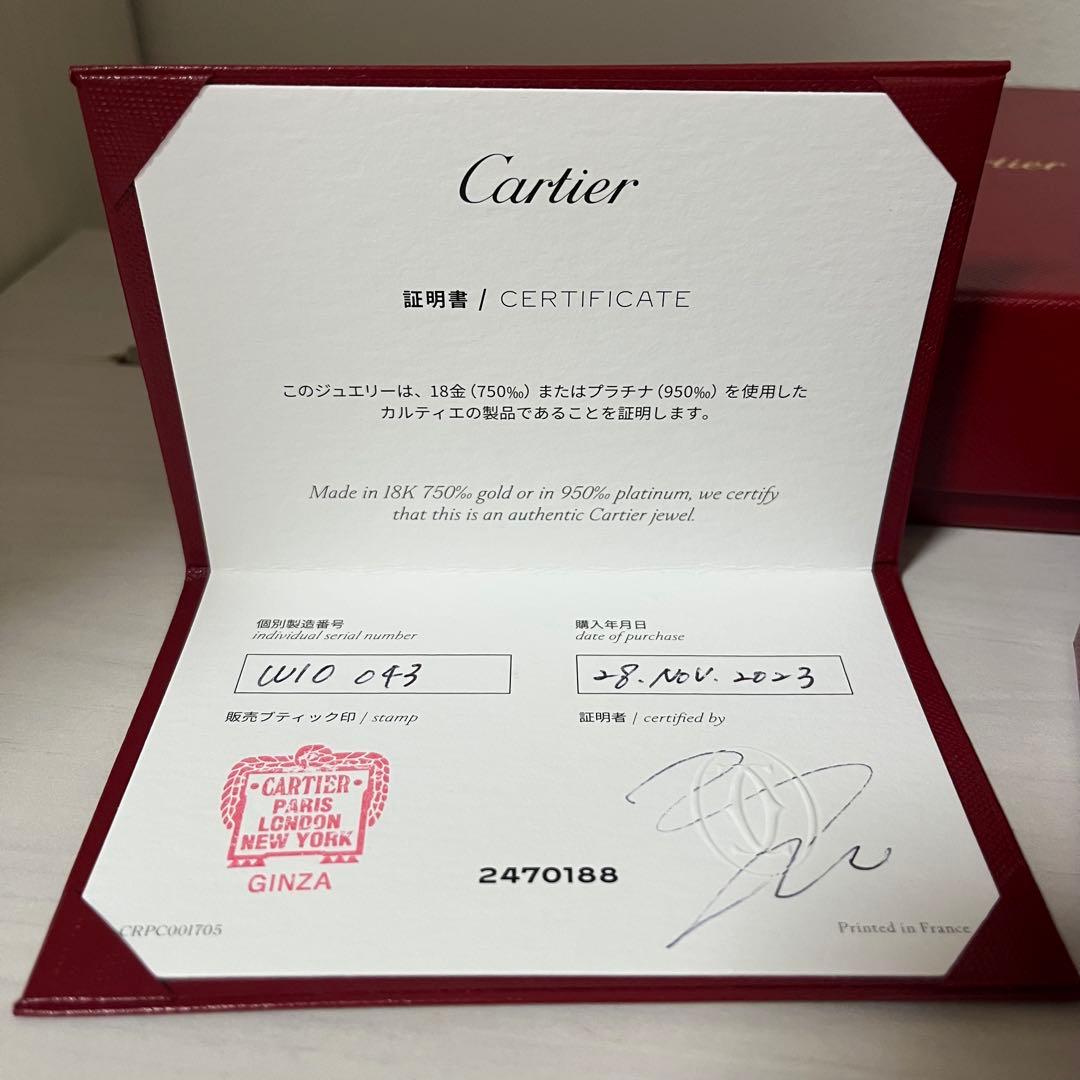 Cartier
証明書 / CERTIFICATE
このジュエリーは、18金（750‰）またはプラチナ（950‰）を使用した
カルティエの製品であることを証明します。
Made in 18K 750‰ gold or in 950‰ platinum, we certify
that this is an authentic Cartier jewel.
個別製造番号
individual serial number
購入年月日
date of purchase
WIO 043
28. NOV. 2023
販売ブティック印 / stamp
証明者 / certified by
CARTIER
PARIS
LONDON
NEW YORK
GINZA
2470188
CRPC001705
Printed in France